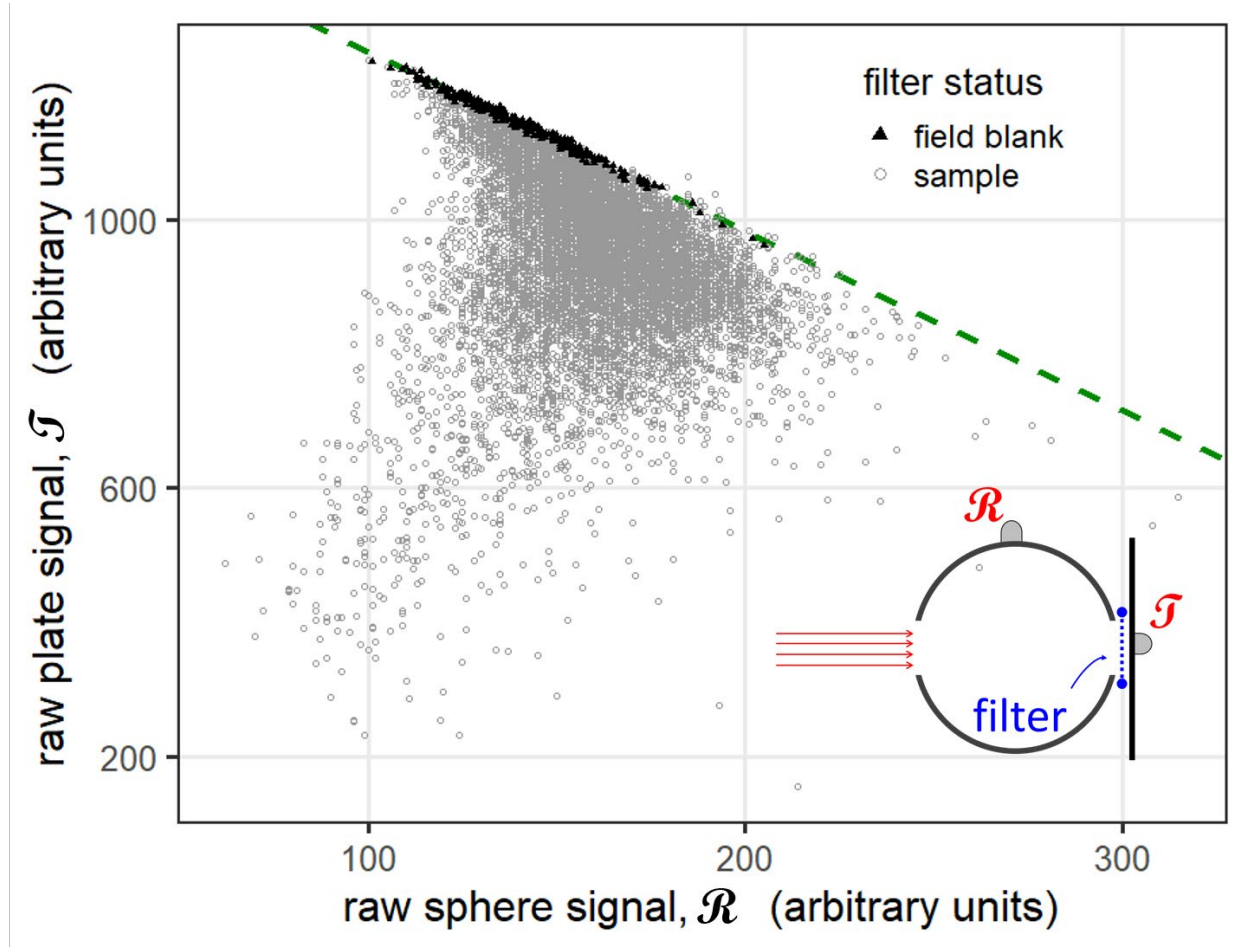 raw plate signal, 𝒯 (arbitrary units)
1000
600
200
filter status
field blank
sample
ℛ
𝒯
filter
100
200
300
raw sphere signal, ℛ (arbitrary units)